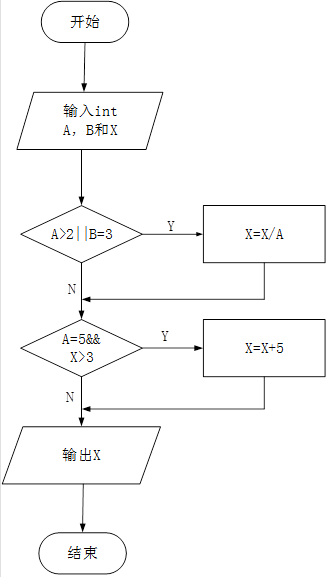 开始
输入int
A, B和X
A>2||B=3
Y
X=X/A
N
A=5&&
X>3
Y
X=X+5
N
输出X
结束